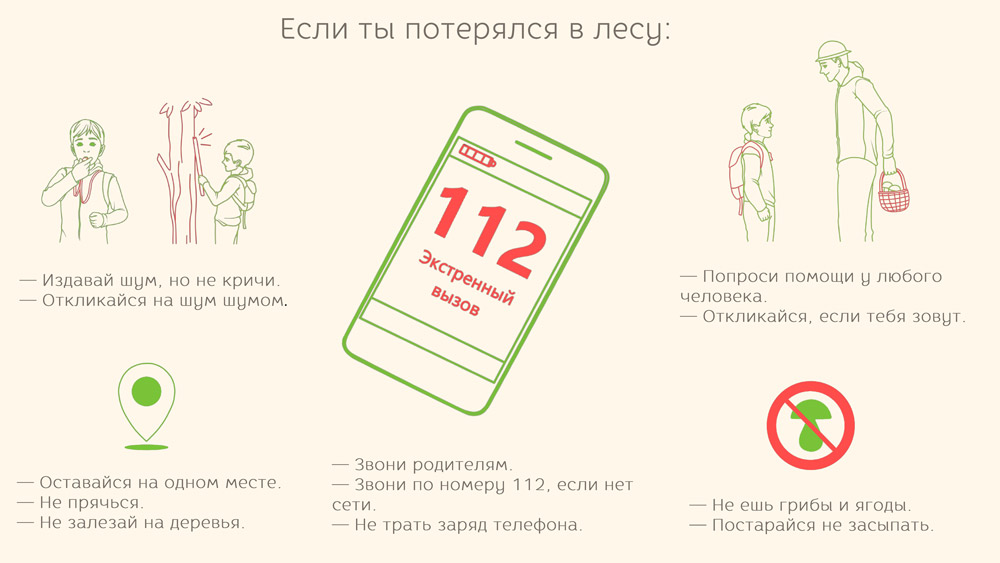 Если ты потерялся в лесу:
— Издавай шум, но не кричи.
— Откликайся на шум шумом.
112
Экстренный
вызов
— Попроси помощи у любого
человека.
— Откликайся, если тебя зовут.
— Оставайся на одном месте.
— Не прячься.
— Не залезай на деревья.
— Звони родителям.
— Звони по номеру 112, если нет
сети.
— Не трать заряд телефона.
— Не ешь грибы и ягоды.
— Постарайся не засыпать.